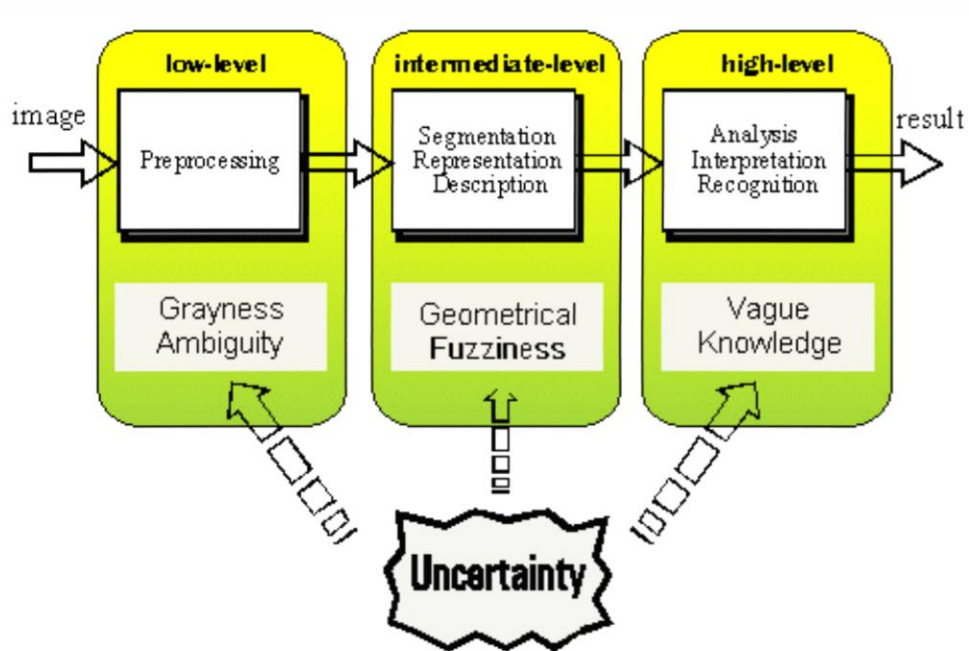 low-level
intermediate-level
high-level
image
result
Preprocessing
Segmentation
Representation
Description
Analysis
Interpretation
Recognition
Grayness
Ambiguity
Geometrical
Fuzziness
Vague
Knowledge
Uncertainty